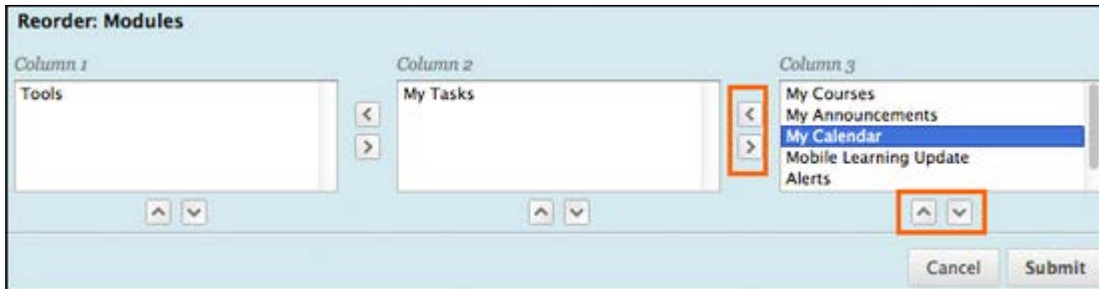 Reorder: Modules
Column 1
Column 2
Column 3
Tools
My Tasks
My Courses
My Announcements
My Calendar
Mobile Learning Update
Alerts
Cancel
Submit